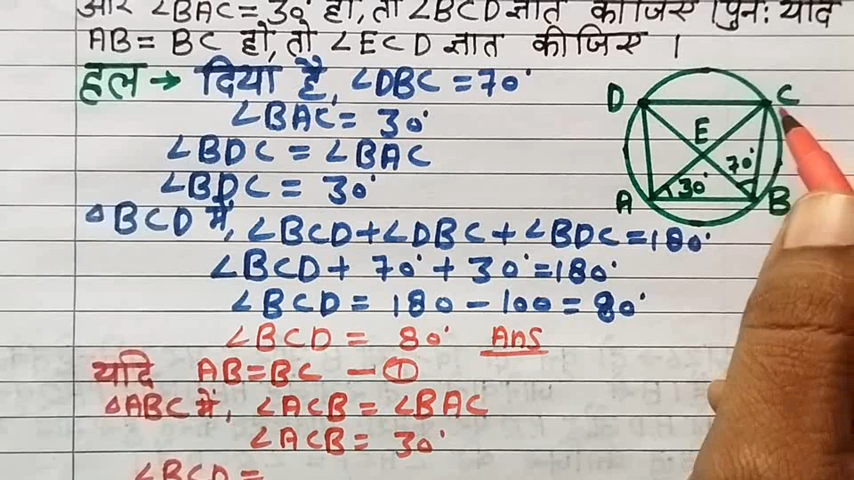 और ∠BAC = 30° हो, तो ∠BCD ज्ञात कीजिए। पुनः यदि
AB = BC हो, तो ∠ECD ज्ञात कीजिए।
हल → दिया है, ∠DBC = 70°
∠BAC = 30°
∠BDC = ∠BAC
∠BDC = 30°
△BCD में, ∠BCD + ∠DBC + ∠BDC = 180°
∠BCD + 70° + 30° = 180°
∠BCD = 180 - 100 = 80°
∠BCD = 80° Ans
यदि AB = BC - ①
△ABC में, ∠ACB = ∠BAC
∠ACB = 30°
∠BCD =
D C
E
70°
30°
A B